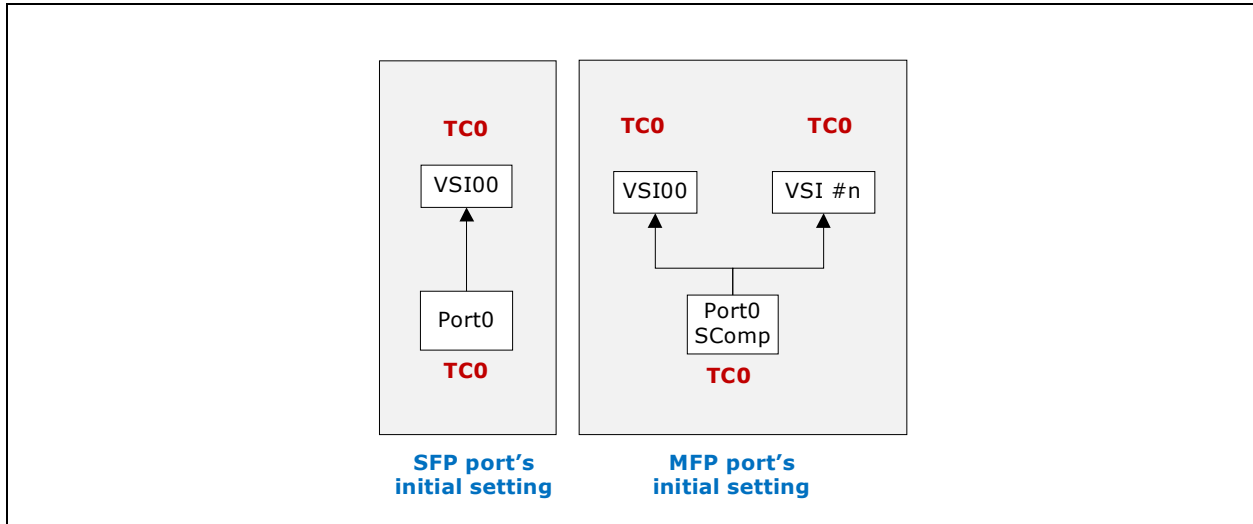 TC0
VSI00
Port0
TC0
SFP port's
initial setting
TC0 TC0
VSI00 VSI #n
Port0
SComp
TC0
MFP port's
initial setting